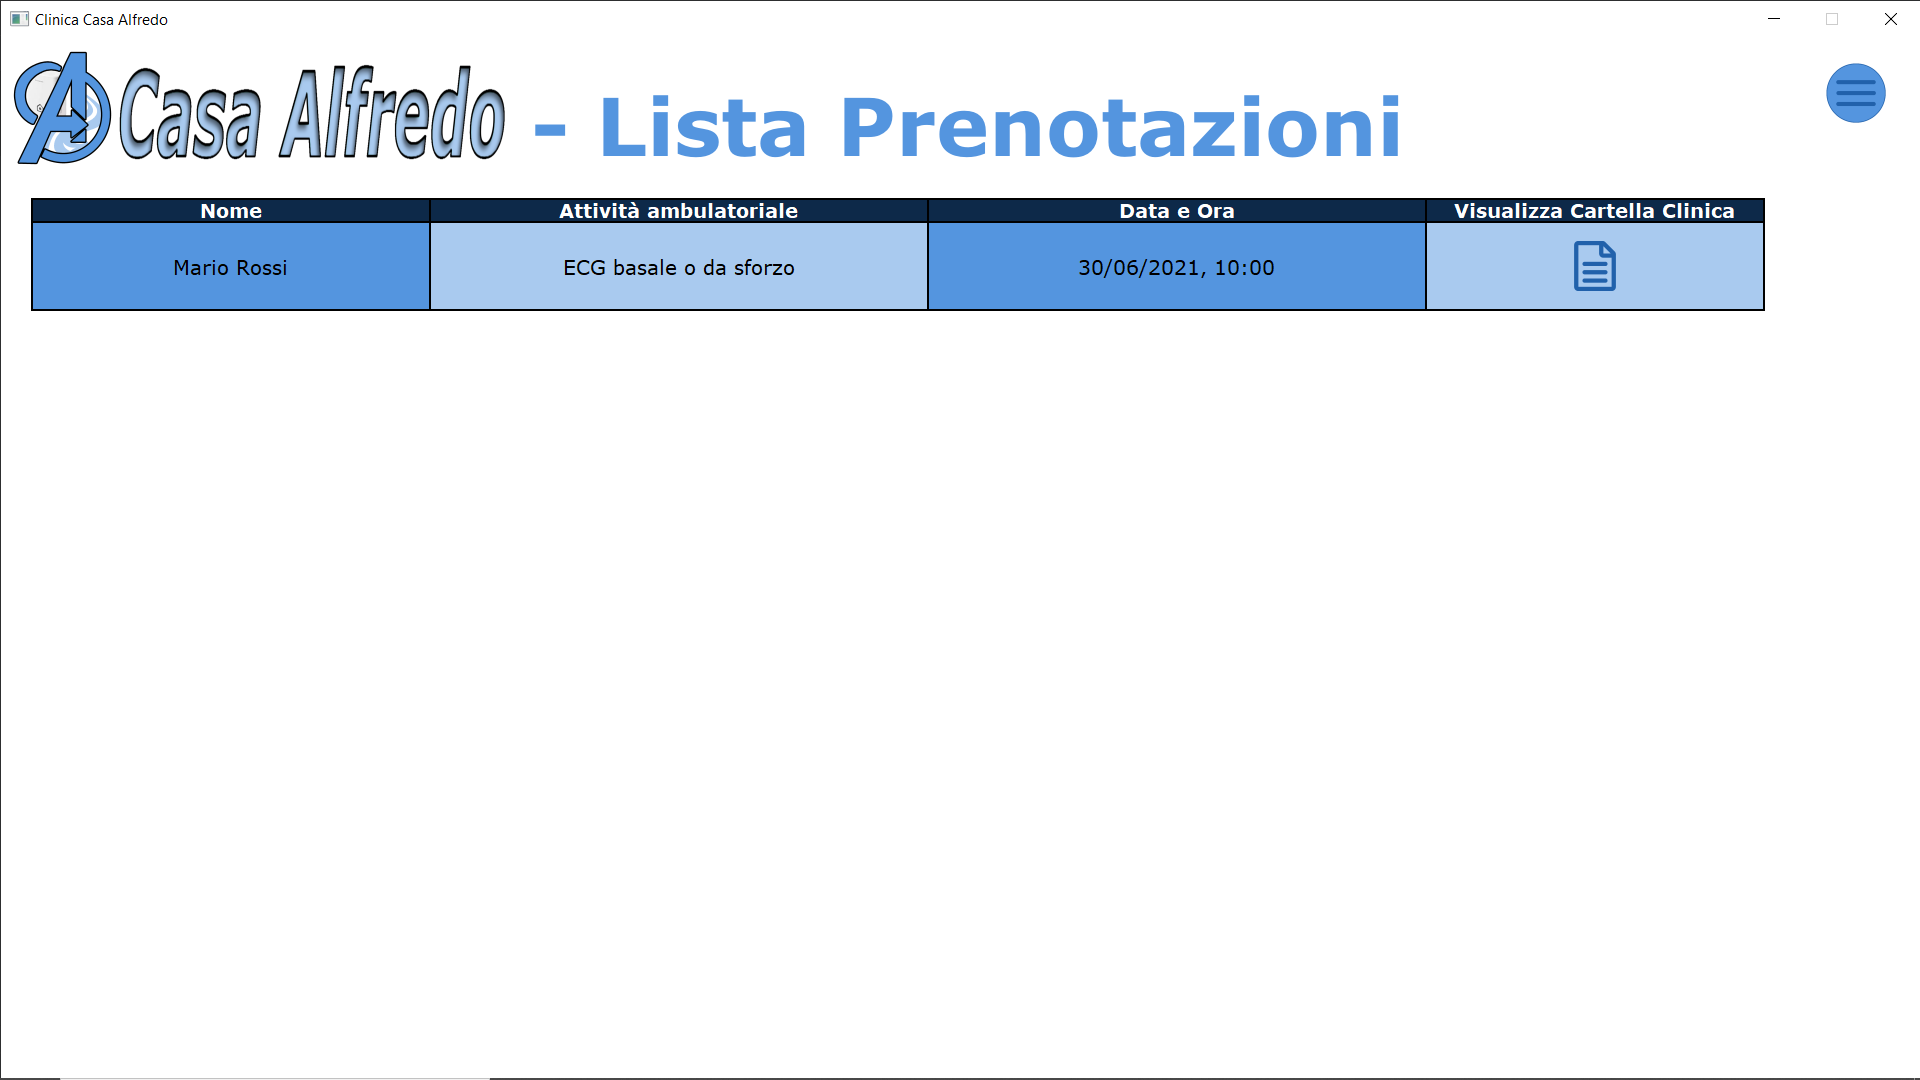 Clinica Casa Alfredo
Casa Alfredo - Lista Prenotazioni
Nome Attività ambulatoriale Data e Ora Visualizza Cartella Clinica
Mario Rossi ECG basale o da sforzo 30/06/2021, 10:00